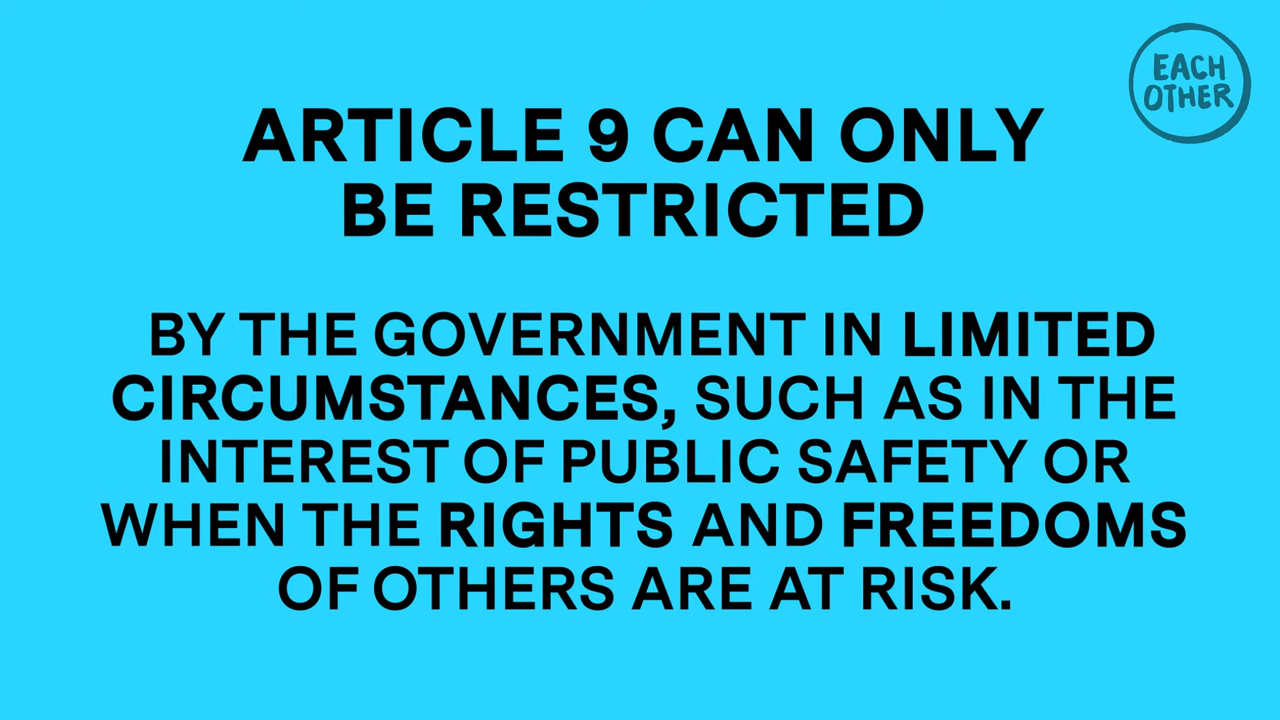 EACH
OTHER
ARTICLE 9 CAN ONLY
BE RESTRICTED
BY THE GOVERNMENT IN LIMITED
CIRCUMSTANCES, SUCH AS IN THE
INTEREST OF PUBLIC SAFETY OR
WHEN THE RIGHTS AND FREEDOMS
OF OTHERS ARE AT RISK.